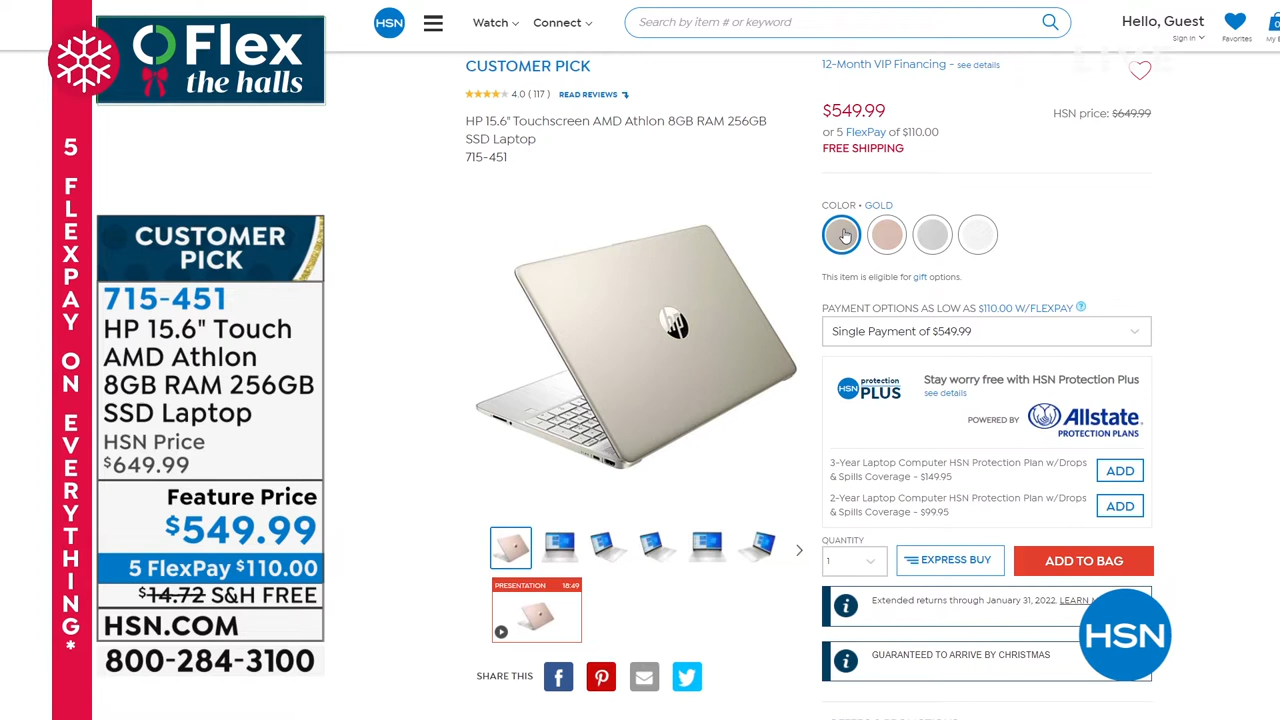 5 FLEXPAY ON EVERYTHING*
Flex
the halls
CUSTOMER
PICK
715-451
HP 15.6" Touch
AMD Athlon
8GB RAM 256GB
SSD Laptop
HSN Price
$649.99
Feature Price
$549.99
5 FlexPay $110.00
$14.72 S&H FREE
HSN.COM
800-284-3100
HSN
Watch
Connect
Search by item # or keyword
Hello, Guest
Sign In
Favorites
0
CUSTOMER PICK
4.0 (117) READ REVIEWS
HP 15.6" Touchscreen AMD Athlon 8GB RAM 256GB
SSD Laptop
715-451
hp
PRESENTATION 18:49
SHARE THIS
12-Month VIP Financing - see details
$549.99
HSN price: $649.99
or 5 FlexPay of $110.00
FREE SHIPPING
COLOR • GOLD
This item is eligible for gift options.
PAYMENT OPTIONS AS LOW AS $110.00 W/FLEXPAY ?
Single Payment of $549.99
HSN protection PLUS
Stay worry free with HSN Protection Plus
see details
POWERED BY Allstate
PROTECTION PLANS
3-Year Laptop Computer HSN Protection Plan w/Drops
& Spills Coverage - $149.95
ADD
2-Year Laptop Computer HSN Protection Plan w/Drops
& Spills Coverage - $99.95
ADD
QUANTITY
1
EXPRESS BUY
ADD TO BAG
Extended returns through January 31, 2022. LEARN
GUARANTEED TO ARRIVE BY CHRISTMAS
HSN